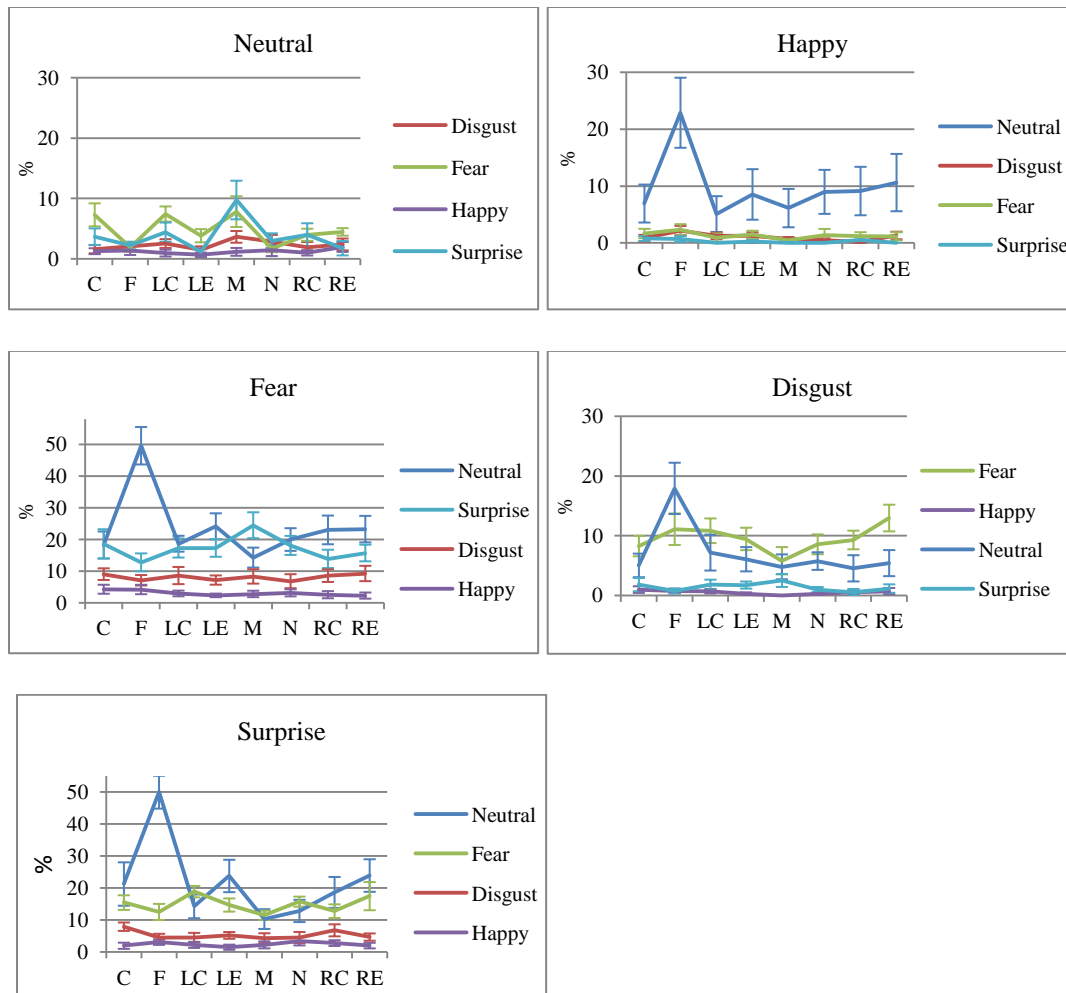 Neutral
30
20
10
0
%
C F LC LE M N RC RE
Disgust
Fear
Happy
Surprise
Happy
30
20
10
0
%
C F LC LE M N RC RE
Neutral
Disgust
Fear
Surprise
Fear
50
40
30
20
10
0
%
C F LC LE M N RC RE
Neutral
Surprise
Disgust
Happy
Disgust
30
20
10
0
%
C F LC LE M N RC RE
Fear
Happy
Neutral
Surprise
Surprise
50
40
30
20
10
0
%
C F LC LE M N RC RE
Neutral
Fear
Disgust
Happy